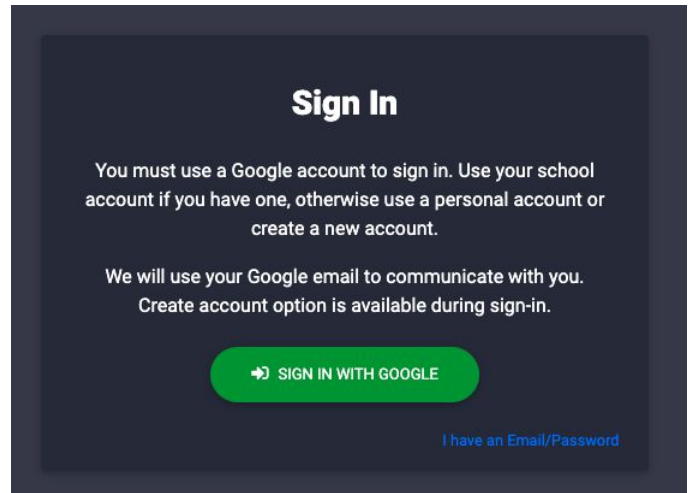 Sign In
You must use a Google account to sign in. Use your school
account if you have one, otherwise use a personal account or
create a new account.
We will use your Google email to communicate with you.
Create account option is available during sign-in.
SIGN IN WITH GOOGLE
I have an Email/Password